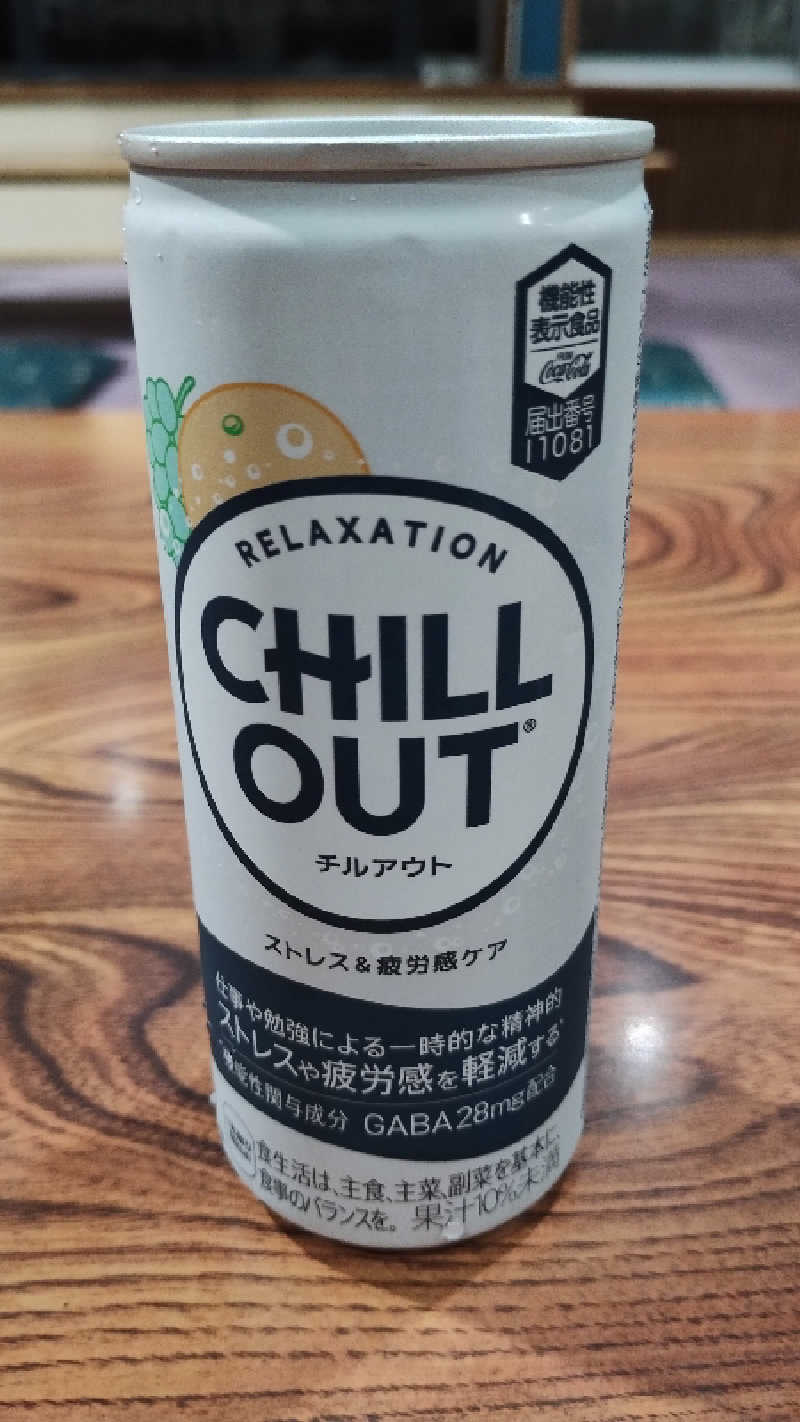 機能性
表示食品
FROM
Coca-Cola
届出番号
I1081
RELAXATION
CHILL
OUT®
チルアウト
ストレス&疲労感ケア
仕事や勉強による一時的な精神的
ストレスや疲労感を軽減する
機能性関与成分 GABA28mg配合
食生活は、主食、主菜、副菜を基本に、
食事のバランスを。 果汁10%未満